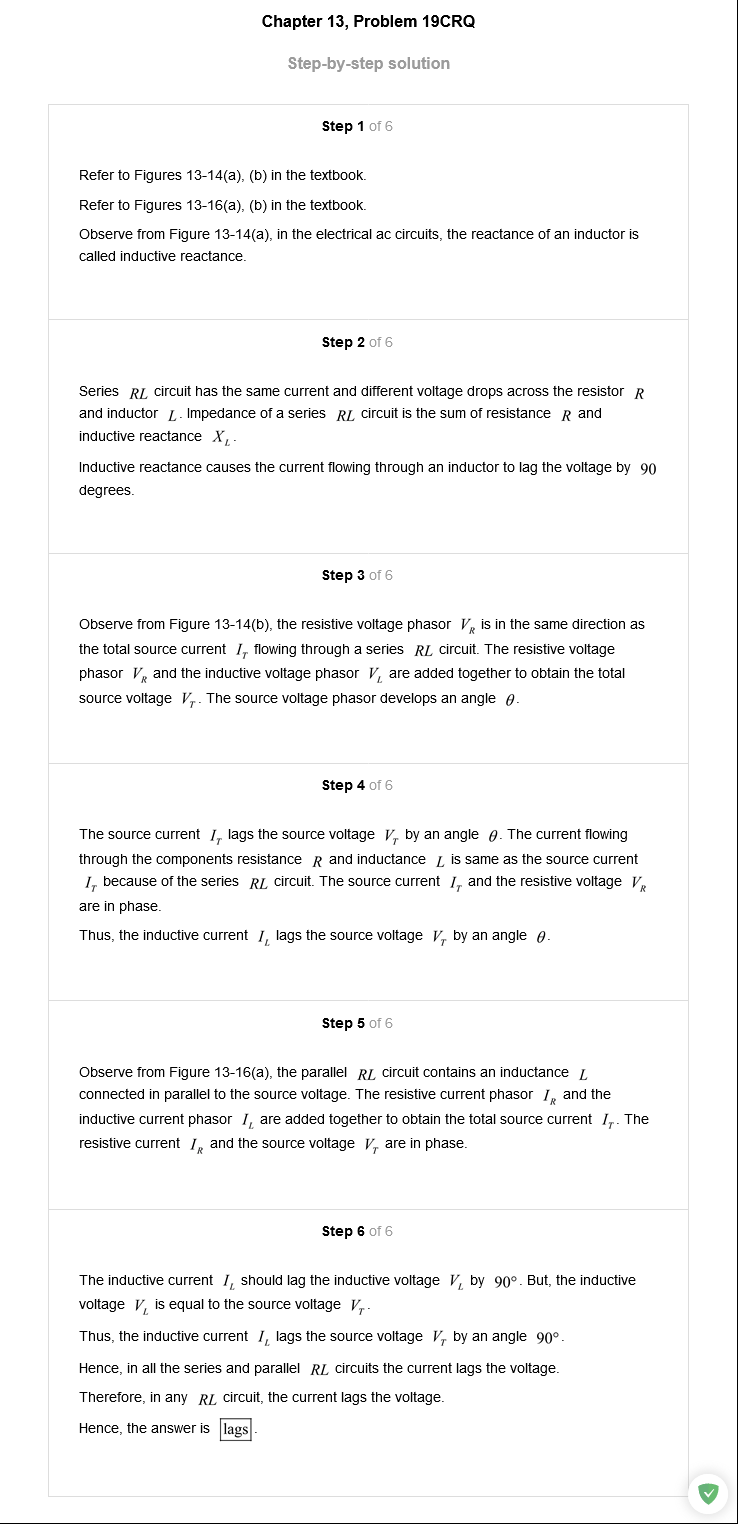 Chapter 13, Problem 19CRQ
Step-by-step solution
Step 1 of 6
Refer to Figures 13-14(a), (b) in the textbook.
Refer to Figures 13-16(a), (b) in the textbook.
Observe from Figure 13-14(a), in the electrical ac circuits, the reactance of an inductor is
called inductive reactance.
Step 2 of 6
Series RL circuit has the same current and different voltage drops across the resistor R
and inductor L. Impedance of a series RL circuit is the sum of resistance R and
inductive reactance X_L.
Inductive reactance causes the current flowing through an inductor to lag the voltage by 90
degrees.
Step 3 of 6
Observe from Figure 13-14(b), the resistive voltage phasor V_R is in the same direction as
the total source current I_T flowing through a series RL circuit. The resistive voltage
phasor V_R and the inductive voltage phasor V_L are added together to obtain the total
source voltage V_T. The source voltage phasor develops an angle θ.
Step 4 of 6
The source current I_T lags the source voltage V_T by an angle θ. The current flowing
through the components resistance R and inductance L is same as the source current
I_T because of the series RL circuit. The source current I_T and the resistive voltage V_R
are in phase.
Thus, the inductive current I_L lags the source voltage V_T by an angle θ.
Step 5 of 6
Observe from Figure 13-16(a), the parallel RL circuit contains an inductance L
connected in parallel to the source voltage. The resistive current phasor I_R and the
inductive current phasor I_L are added together to obtain the total source current I_T. The
resistive current I_R and the source voltage V_T are in phase.
Step 6 of 6
The inductive current I_L should lag the inductive voltage V_L by 90°. But, the inductive
voltage V_L is equal to the source voltage V_T.
Thus, the inductive current I_L lags the source voltage V_T by an angle 90°.
Hence, in all the series and parallel RL circuits the current lags the voltage.
Therefore, in any RL circuit, the current lags the voltage.
Hence, the answer is lags.